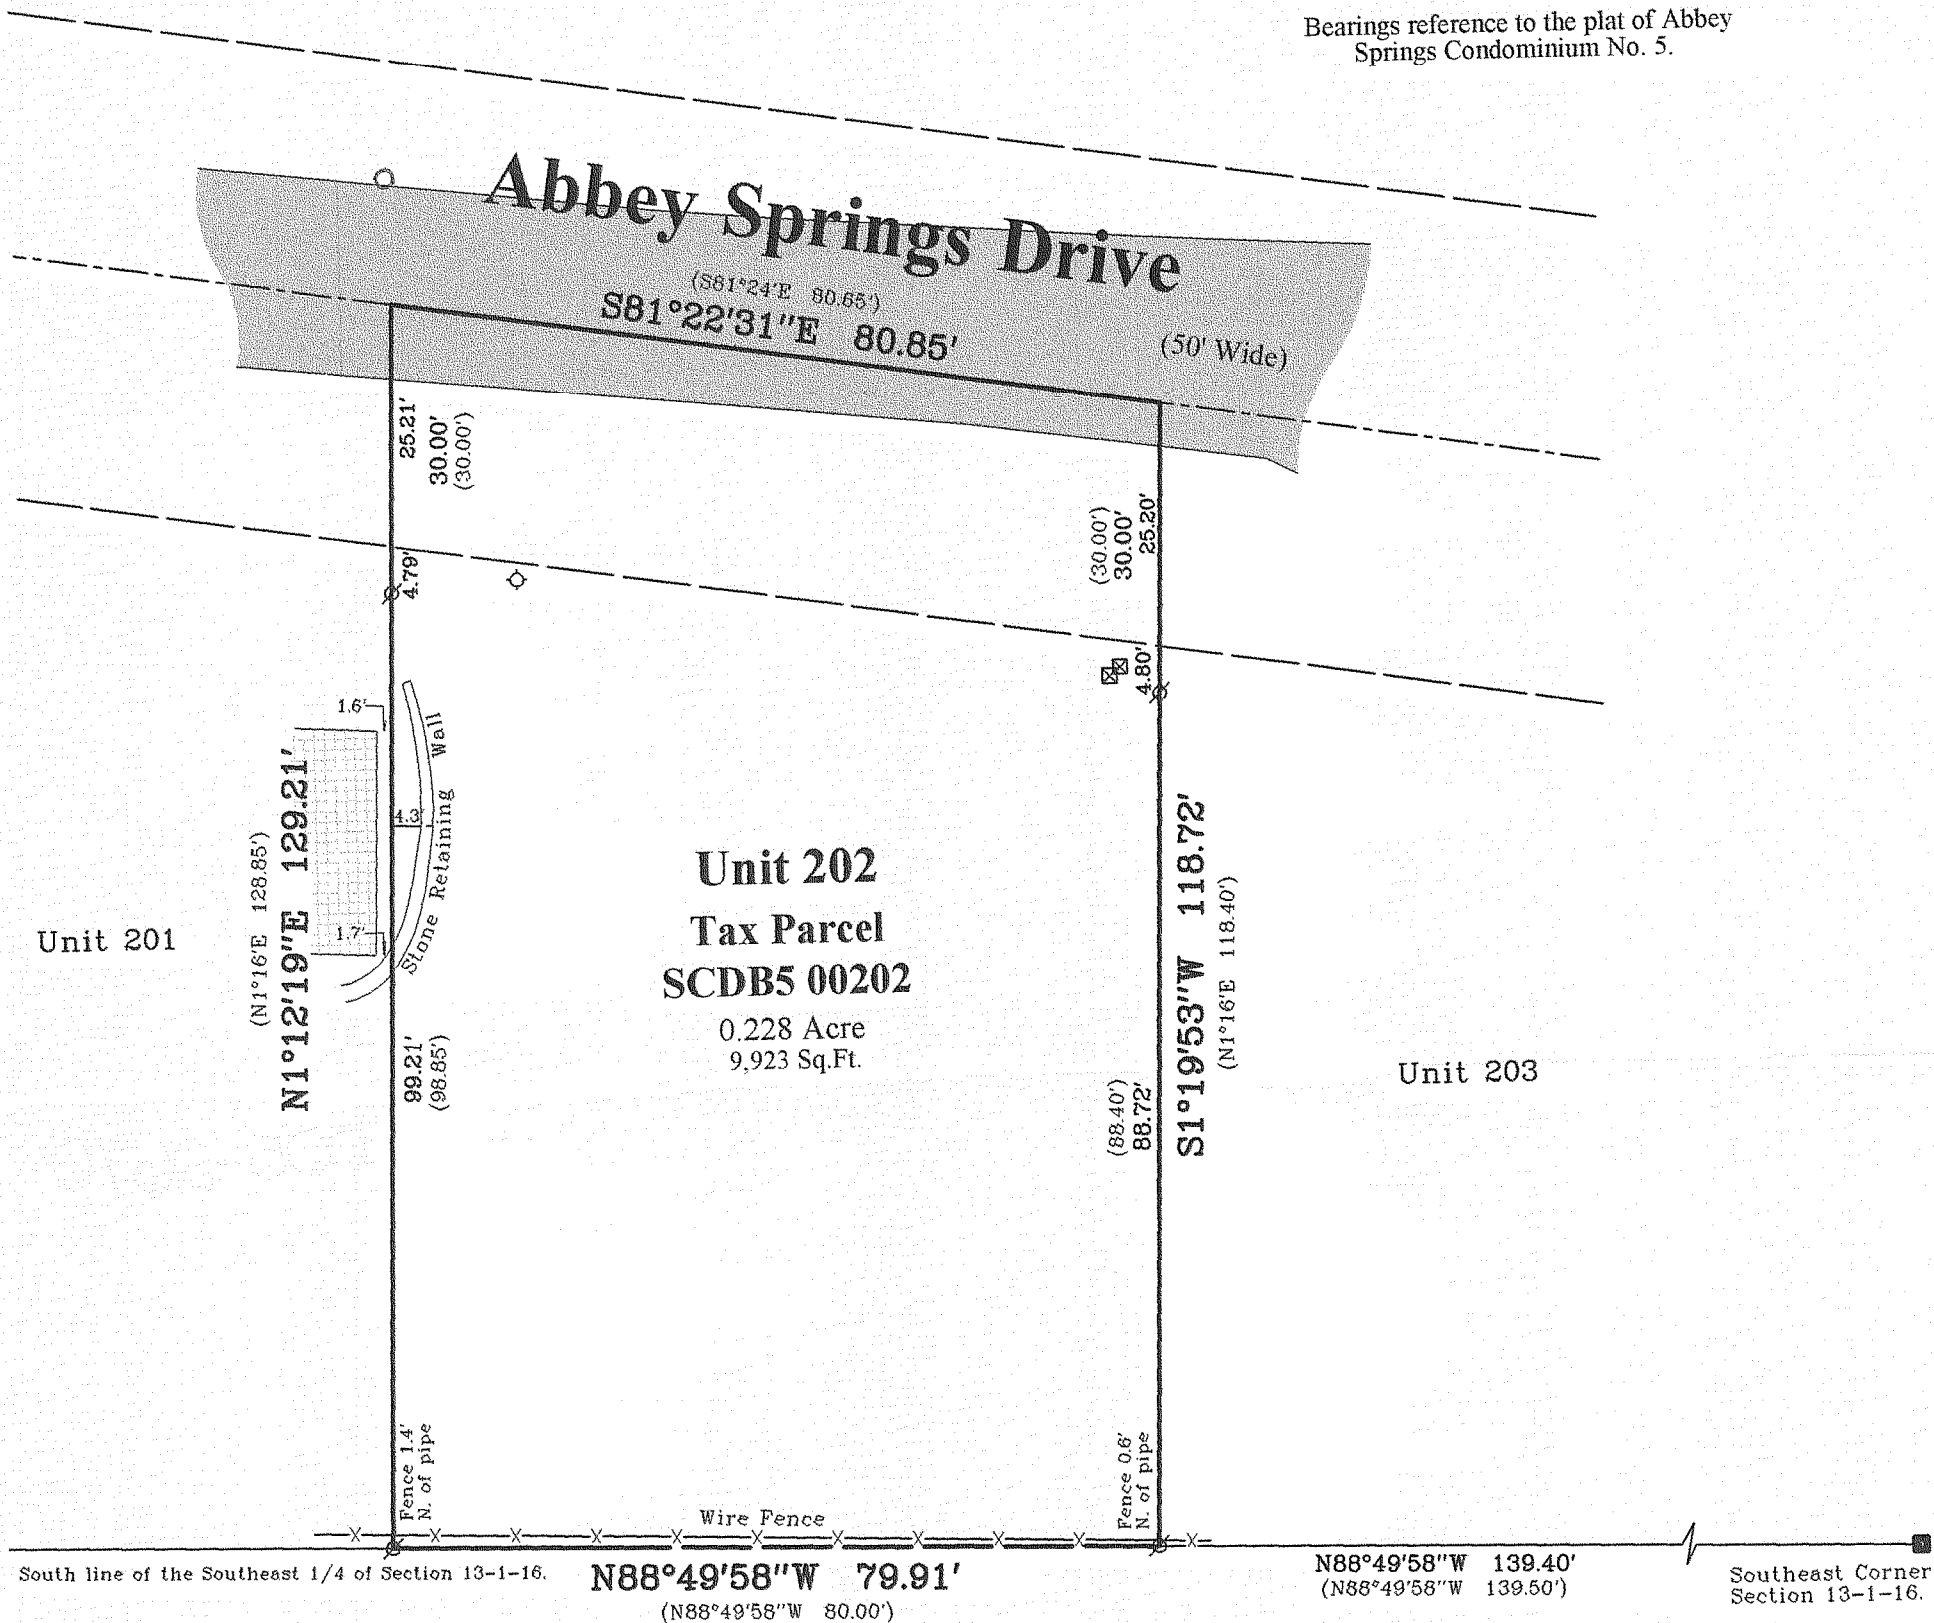 Bearings reference to the plat of Abbey
Springs Condominium No. 5.
Abbey Springs Drive
(S81°24'E 80.65')
S81°22'31"E 80.85'
(50' Wide)
25.21'
30.00'
(30.00')
(30.00')
30.00'
25.20'
4.79'
4.80'
1.6'
Stone Retaining Wall
4.3'
1.7'
(N1°16'E 128.85')
N1°12'19"E 129.21'
Unit 201
Unit 202
Tax Parcel
SCDB5 00202
0.228 Acre
9,923 Sq.Ft.
S1°19'53"W 118.72'
(N1°16'E 118.40')
Unit 203
99.21'
(98.85')
(88.40')
88.72'
Fence 1.4'
N. of pipe
Fence 0.6'
N. of pipe
Wire Fence
South line of the Southeast 1/4 of Section 13-1-16.
N88°49'58"W 79.91'
(N88°49'58"W 80.00')
N88°49'58"W 139.40'
(N88°49'58"W 139.50')
Southeast Corner
Section 13-1-16.